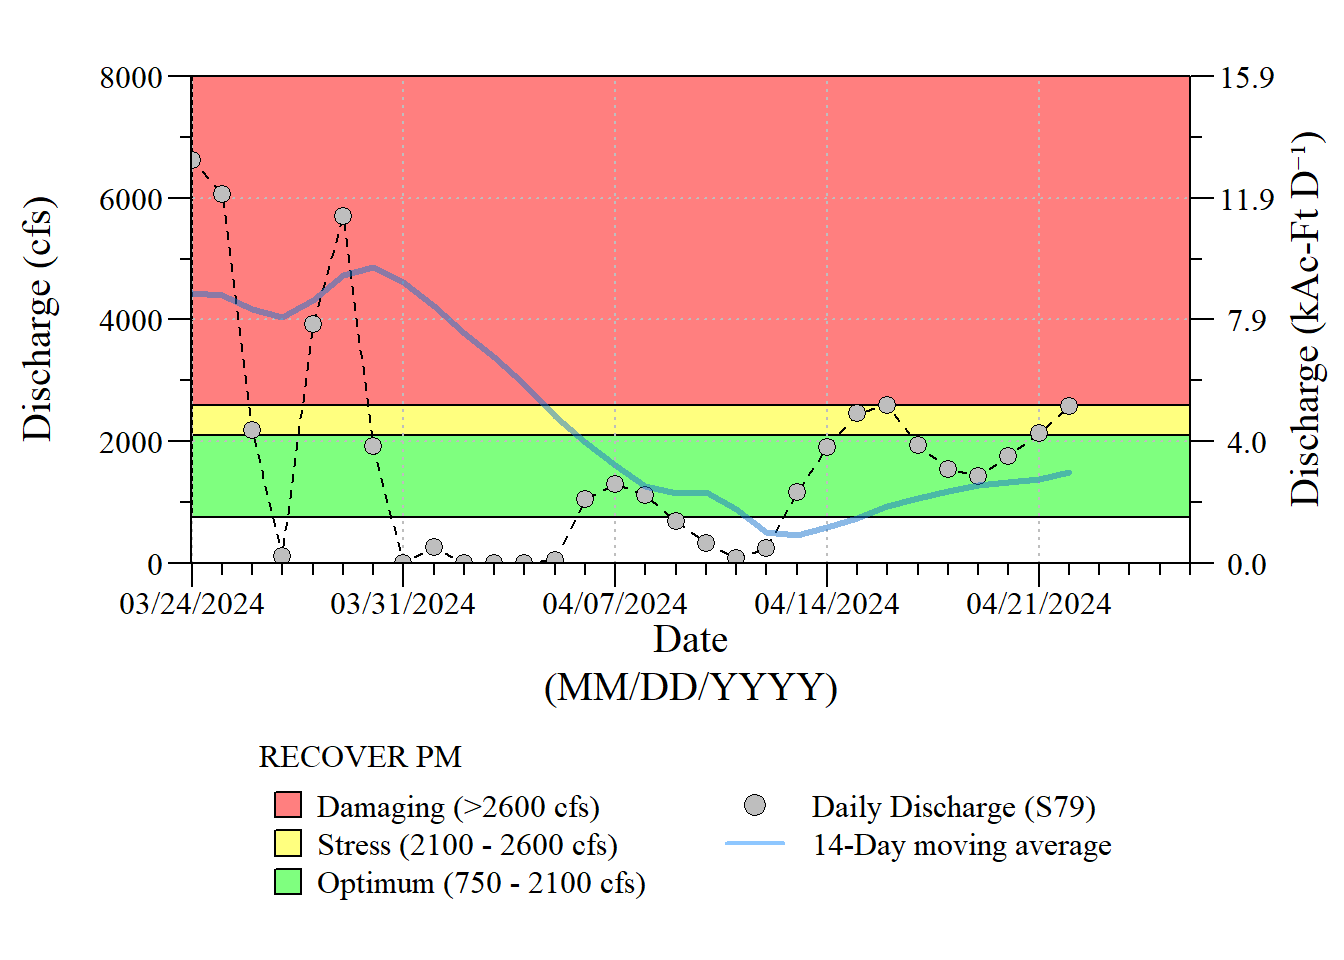 8000
6000
4000
2000
0
Discharge (cfs)
15.9
11.9
7.9
4.0
0.0
Discharge (kAc-Ft D⁻¹)
03/24/2024 03/31/2024 04/07/2024 04/14/2024 04/21/2024
Date
(MM/DD/YYYY)
RECOVER PM
Damaging (>2600 cfs)
Stress (2100 - 2600 cfs)
Optimum (750 - 2100 cfs)
Daily Discharge (S79)
14-Day moving average